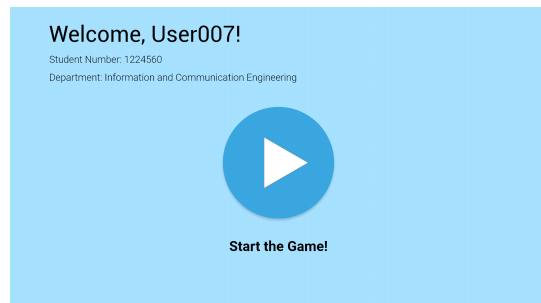 Welcome, User007!
Student Number: 1224560
Department: Information and Communication Engineering
Start the Game!